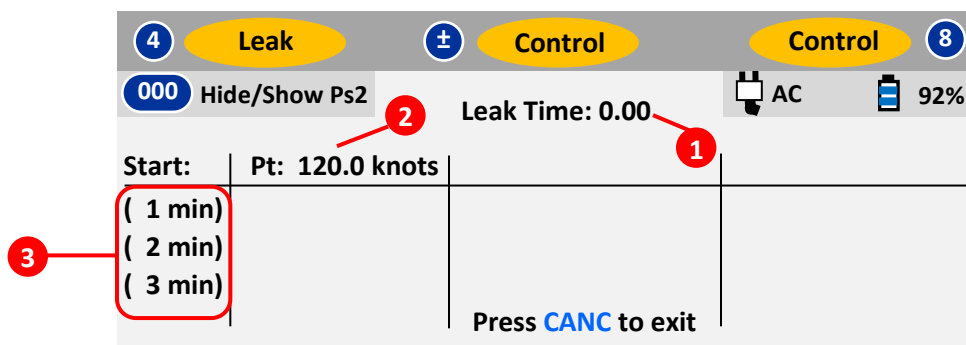 4 Leak ± Control Control 8
000 Hide/Show Ps2 AC 92%
2 Leak Time: 0.00
1
Start: Pt: 120.0 knots
( 1 min)
( 2 min)
3
( 3 min)
Press CANC to exit